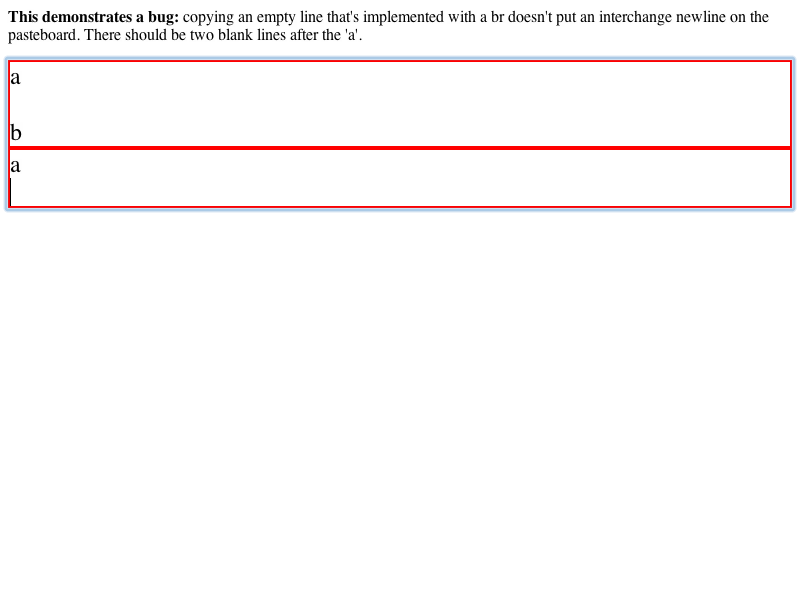 This demonstrates a bug: copying an empty line that's implemented with a br doesn't put an interchange newline on the
pasteboard. There should be two blank lines after the 'a'.
a
b
a